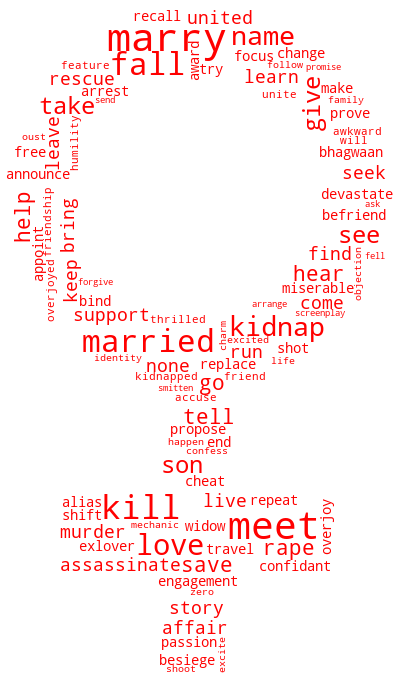 recall united
marry name
fall award focus change
feature try follow promise
rescue learn
arrest unite give make
take send family
prove
oust leave humility awkward
will
free bhagwaan
announce seek
help friendship devastate
ask
bring befriend
appoint see
find fell
overjoyed keep hear objection
forgive miserable
bind arrange come
support thrilled screenplay
married charm kidnap
excited
identity run shot
none replace life
kidnapped go friend
smitten
accuse
tell
propose
happen end
confess
son
cheat
alias kill live repeat
shift
mechanic widow meet overjoy
murder
exlover love travel rape
assassinate save confidant
engagement
zero
story
affair
passion
besiege excite
shoot